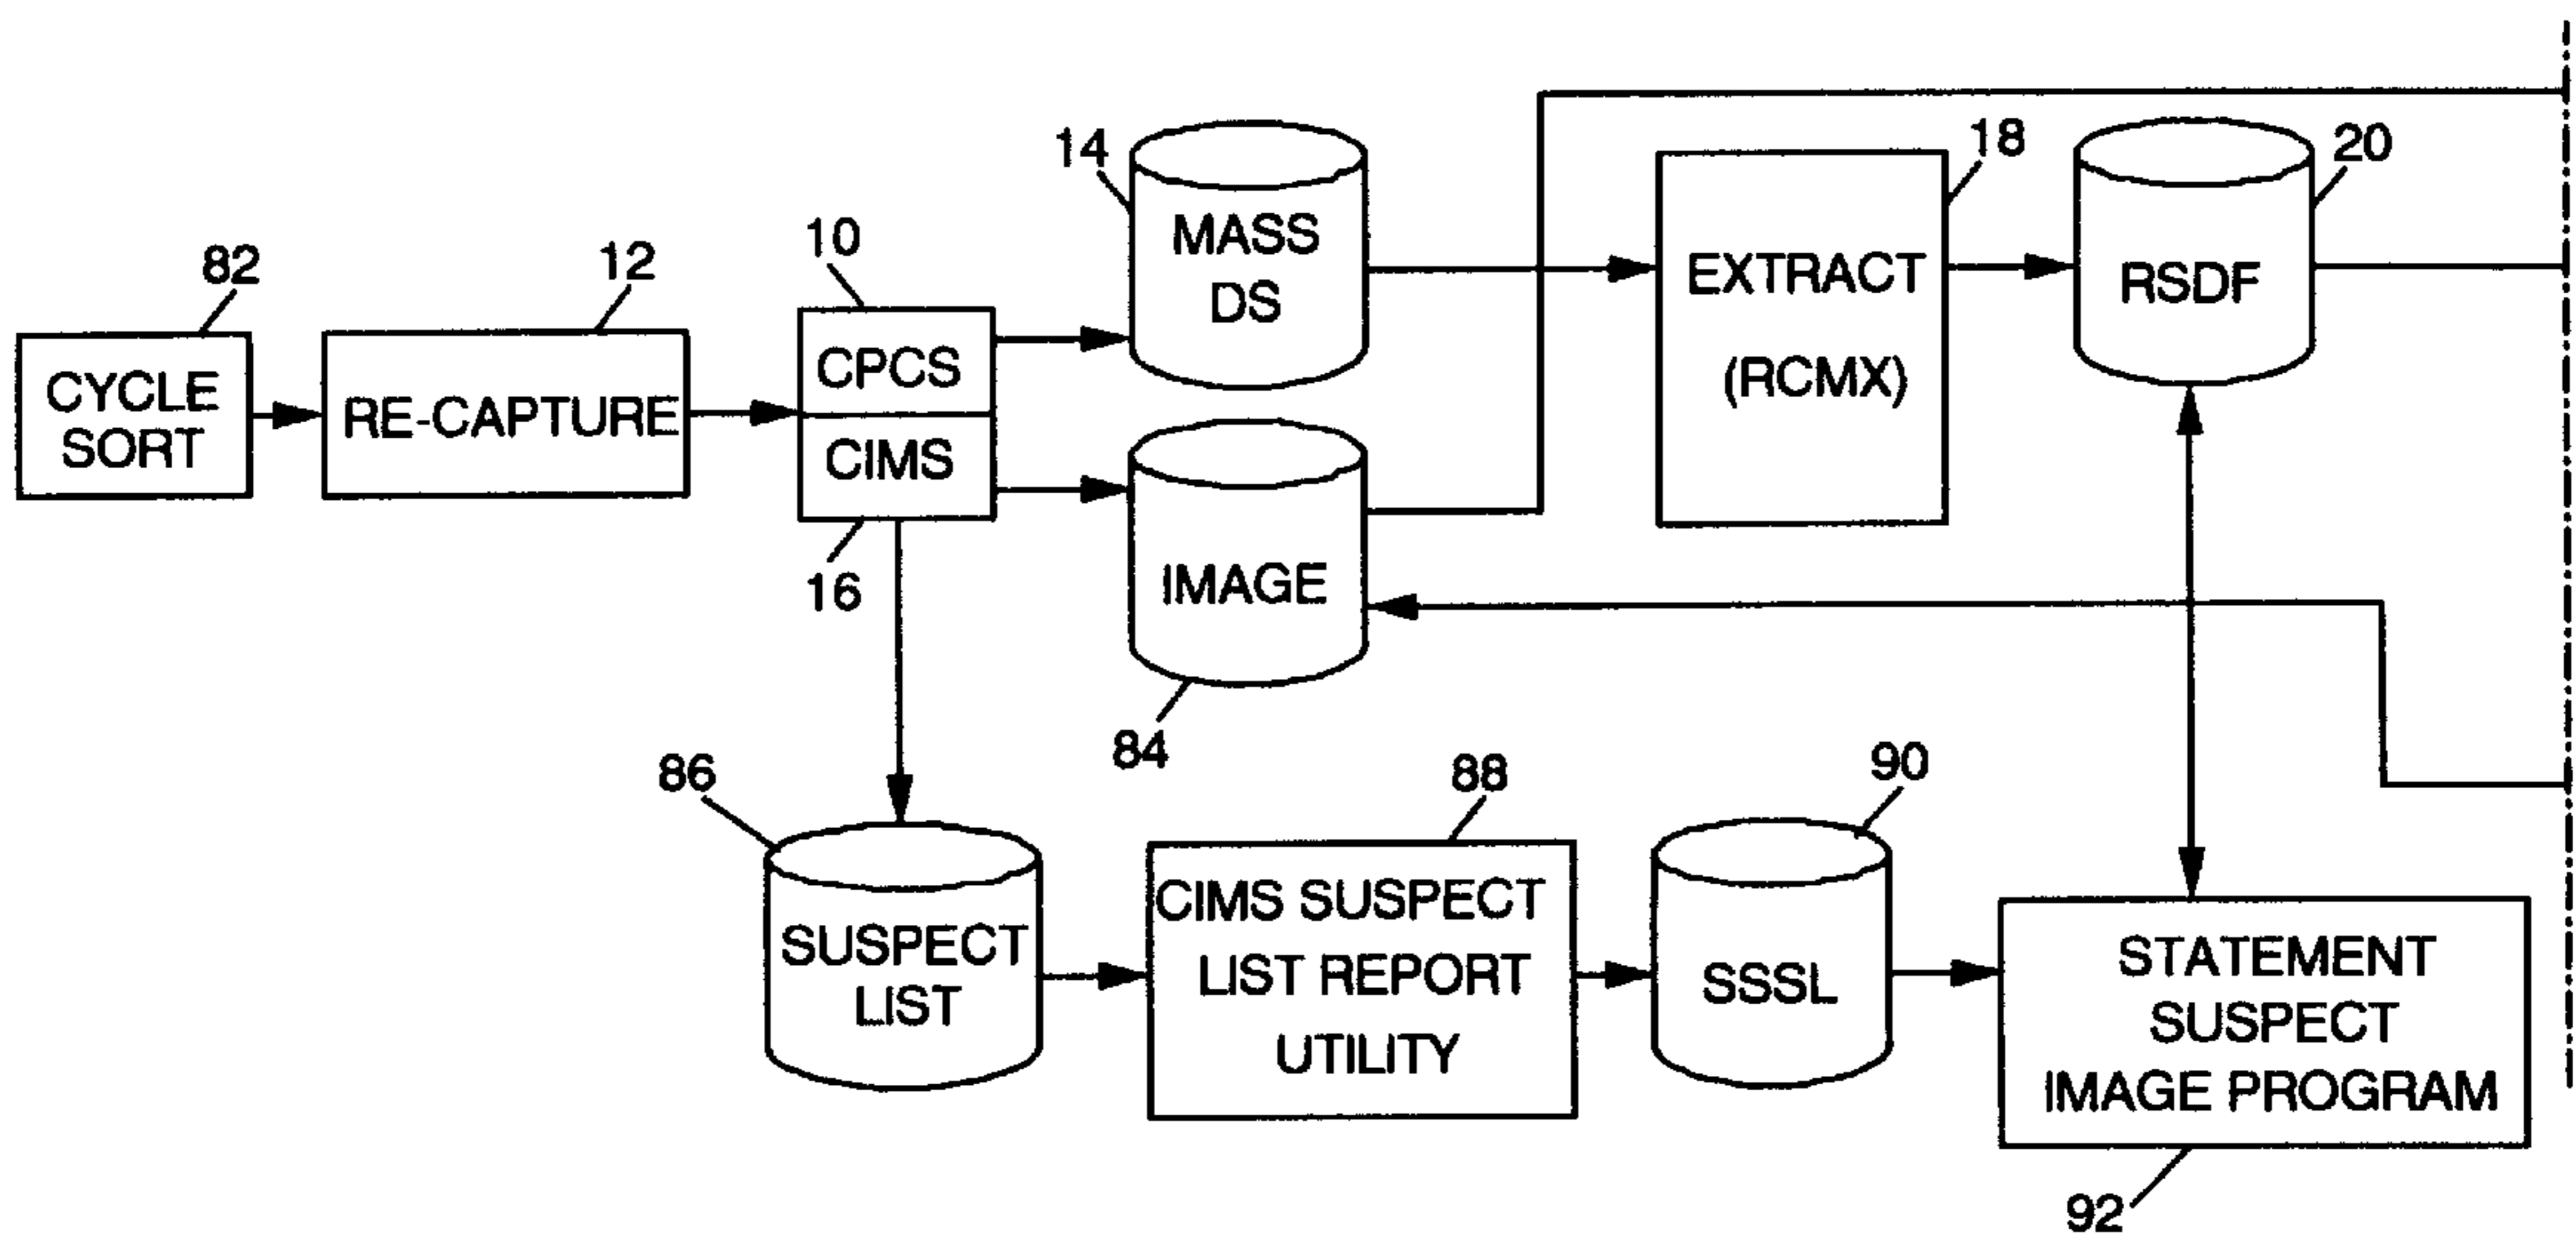 82
CYCLE
SORT
12
RE-CAPTURE
10
CPCS
CIMS
16
14
MASS
DS
IMAGE
84
18
EXTRACT
(RCMX)
20
RSDF
86
SUSPECT
LIST
88
CIMS SUSPECT
LIST REPORT
UTILITY
90
SSSL
STATEMENT
SUSPECT
IMAGE PROGRAM
92